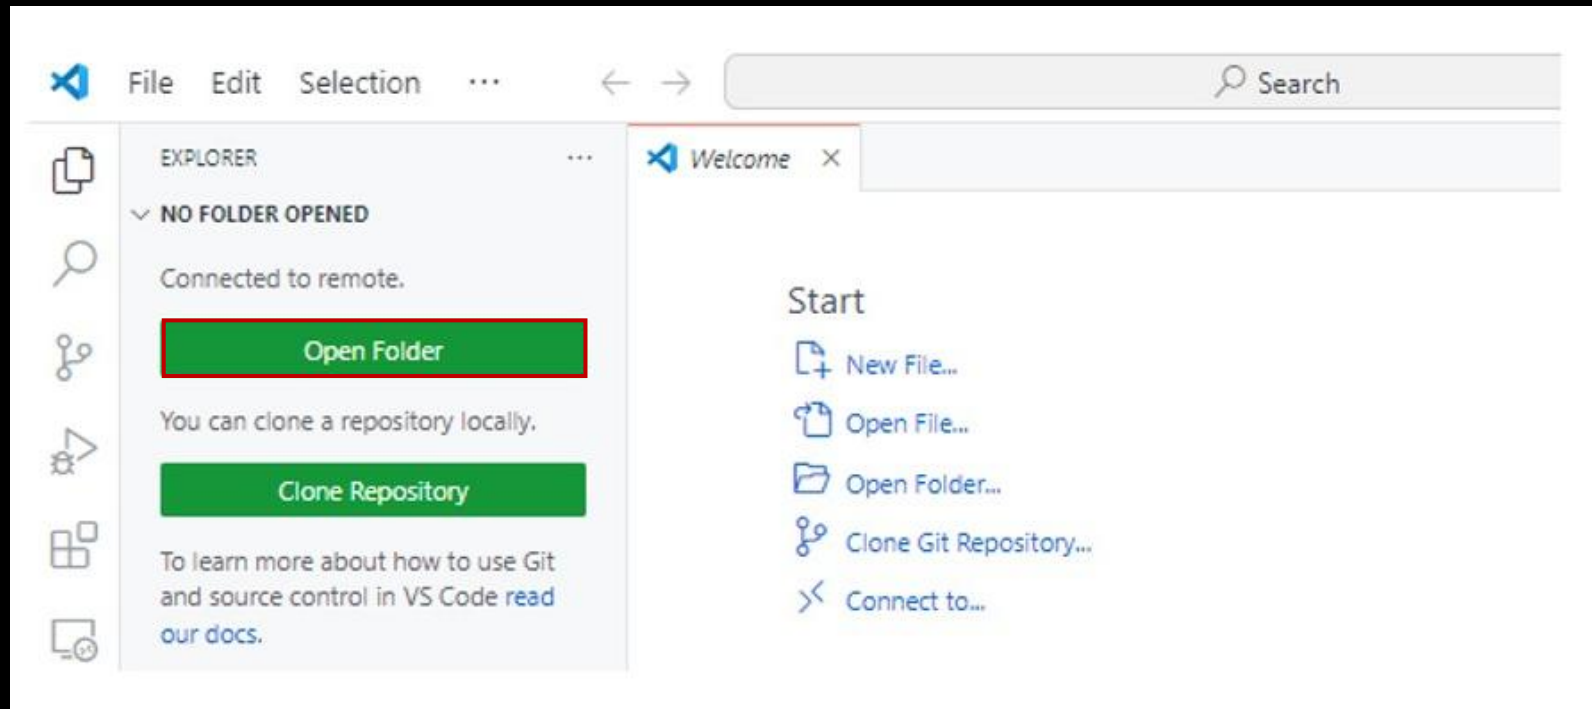 File Edit Selection ··· Search
EXPLORER ···
Welcome
NO FOLDER OPENED
Connected to remote.
Open Folder
You can clone a repository locally.
Clone Repository
To learn more about how to use Git
and source control in VS Code read
our docs.
Start
New File...
Open File...
Open Folder...
Clone Git Repository...
Connect to...